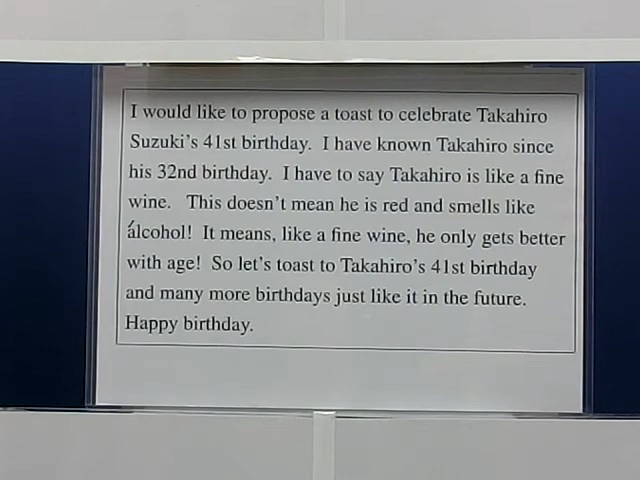 I would like to propose a toast to celebrate Takahiro
Suzuki's 41st birthday. I have known Takahiro since
his 32nd birthday. I have to say Takahiro is like a fine
wine. This doesn't mean he is red and smells like
alcohol! It means, like a fine wine, he only gets better
with age! So let's toast to Takahiro's 41st birthday
and many more birthdays just like it in the future.
Happy birthday.